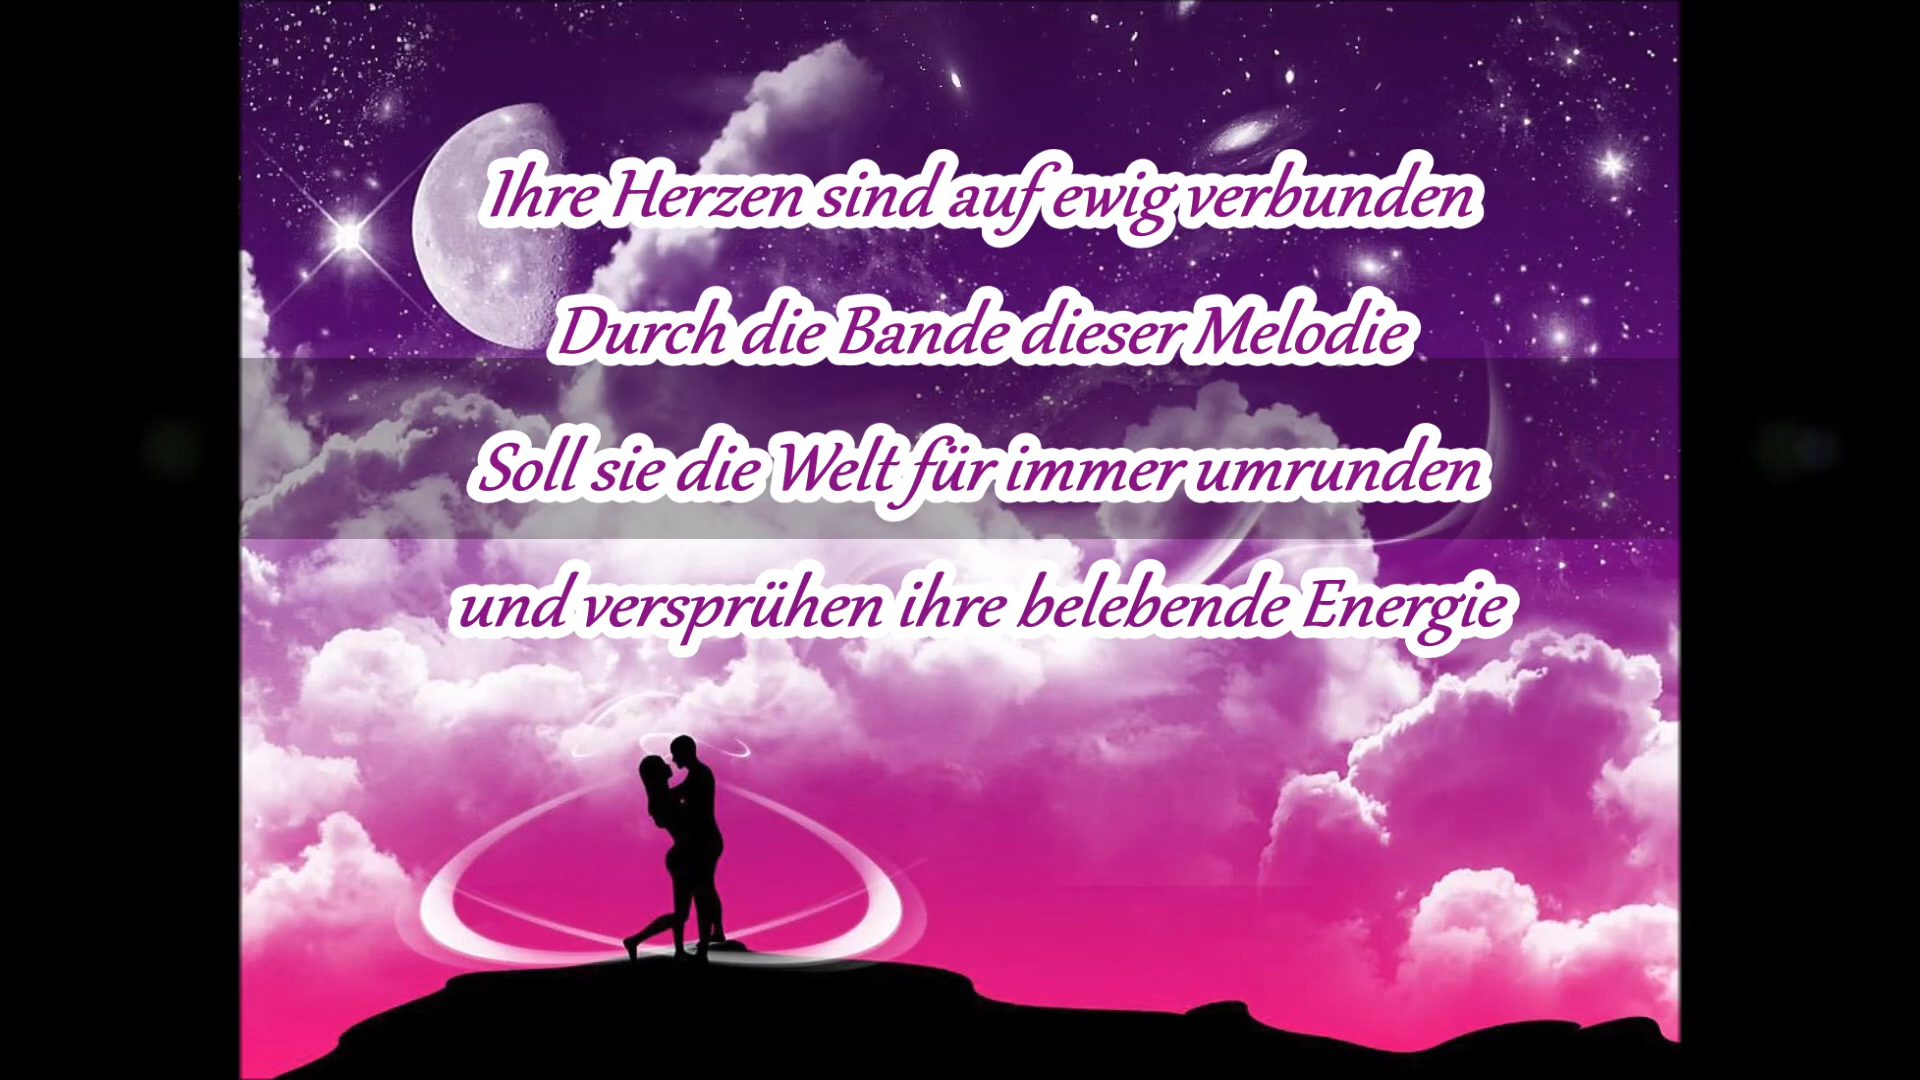 Ihre Herzen sind auf ewig verbunden
Durch die Bande dieser Melodie
Soll sie die Welt für immer umrunden
und versprühen ihre belebende Energie